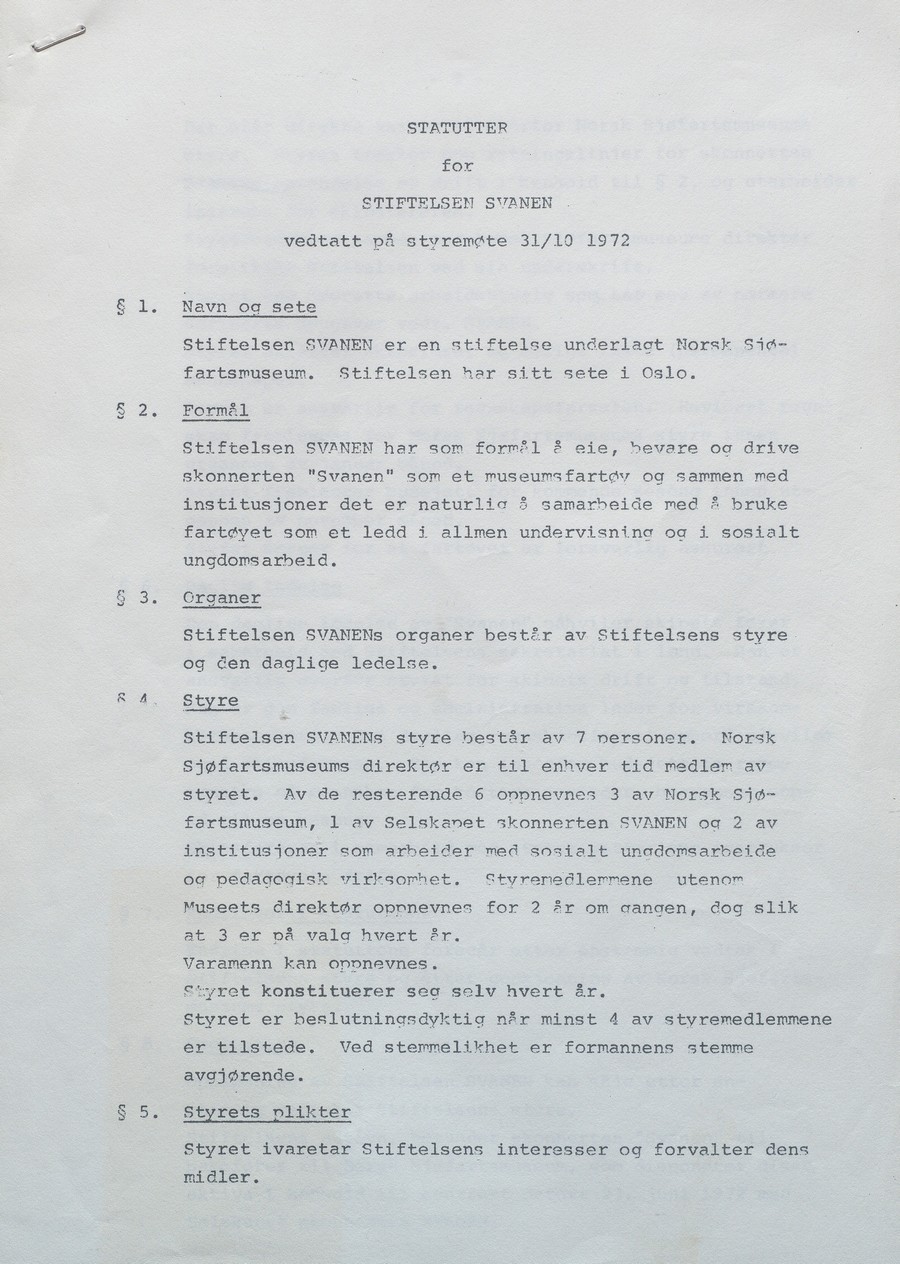 STATUTTER
for
STIFTELSEN SVANEN
vedtatt på styremøte 31/10 1972
§ 1. Navn og sete
Stiftelsen SVANEN er en stiftelse underlagt Norsk Sjø-
fartsmuseum. Stiftelsen har sitt sete i Oslo.
§ 2. Formål
Stiftelsen SVANEN har som formål å eie, bevare og drive
skonnerten "Svanen" som et museumsfartøy og sammen med
institusjoner det er naturlig å samarbeide med å bruke
fartøyet som et ledd i allmen undervisning og i sosialt
ungdomsarbeid.
§ 3. Organer
Stiftelsen SVANENs organer består av Stiftelsens styre
og den daglige ledelse.
§ 4. Styre
Stiftelsen SVANENs styre består av 7 personer. Norsk
Sjøfartsmuseums direktør er til enhver tid medlem av
styret. Av de resterende 6 oppnevnes 3 av Norsk Sjø-
fartsmuseum, 1 av Selskapet skonnerten SVANEN og 2 av
institusjoner som arbeider med sosialt ungdomsarbeide
og pedagogisk virksomhet. Styremedlemmene utenom
Museets direktør oppnevnes for 2 år om gangen, dog slik
at 3 er på valg hvert år.
Varamenn kan oppnevnes.
Styret konstituerer seg selv hvert år.
Styret er beslutningsdyktig når minst 4 av styremedlemmene
er tilstede. Ved stemmelikhet er formannens stemme
avgjørende.
§ 5. Styrets plikter
Styret ivaretar Stiftelsens interesser og forvalter dens
midler.